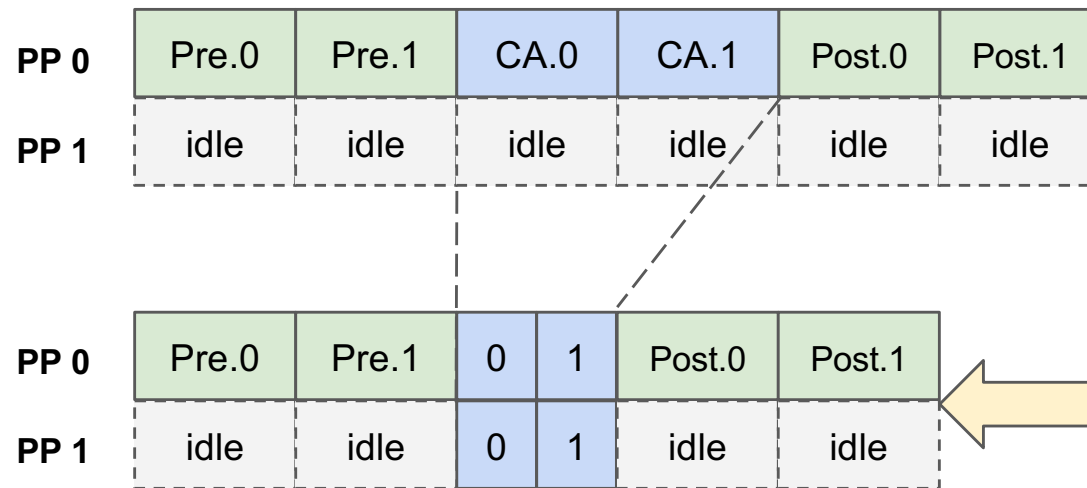 PP 0 Pre.0 Pre.1 CA.0 CA.1 Post.0 Post.1
PP 1 idle idle idle idle idle idle
PP 0 Pre.0 Pre.1 0 1 Post.0 Post.1
PP 1 idle idle 0 1 idle idle